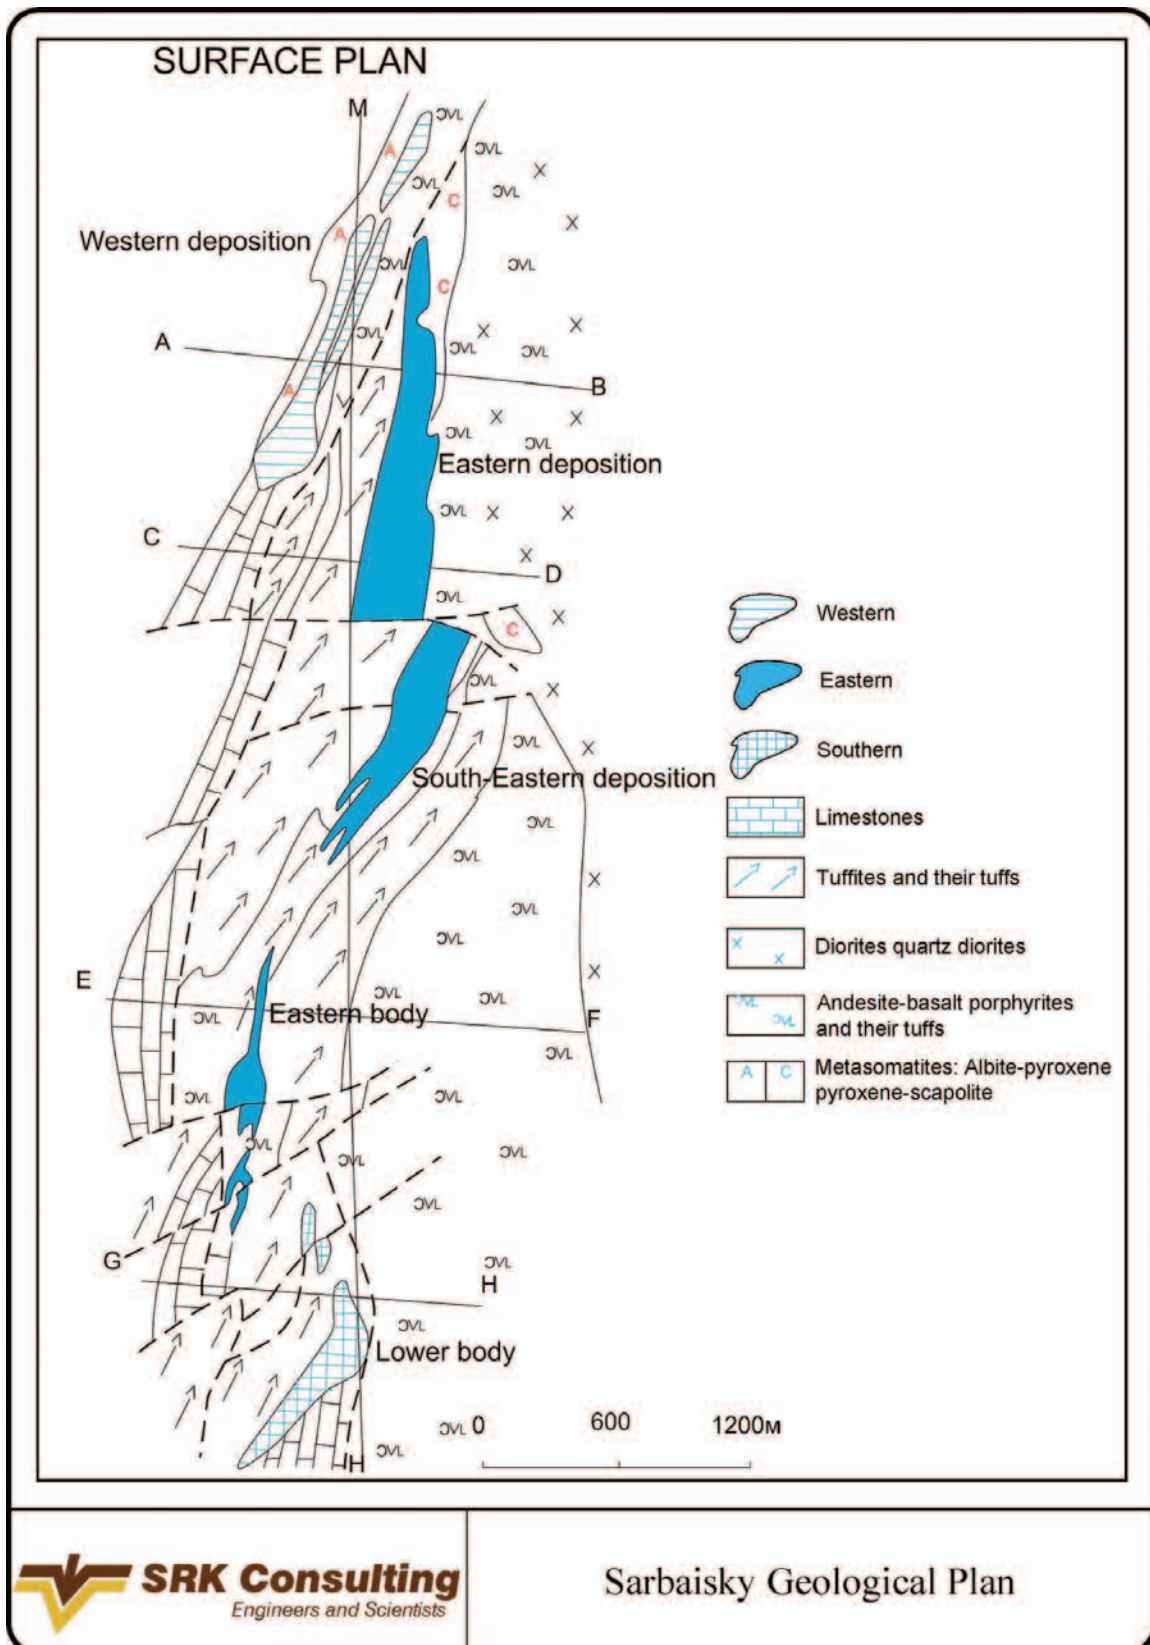 SURFACE PLAN
M
A
Western deposition
C
A
C
A
B
A
Eastern deposition
C
D
C
Western
Eastern
Southern
South-Eastern deposition
Limestones
Tuffites and their tuffs
Diorites quartz diorites
E
Eastern body
F
Andesite-basalt porphyrites
and their tuffs
A C
Metasomatites: Albite-pyroxene
pyroxene-scapolite
G
H
Lower body
0 600 1200м
H
SRK Consulting
Engineers and Scientists
Sarbaisky Geological Plan